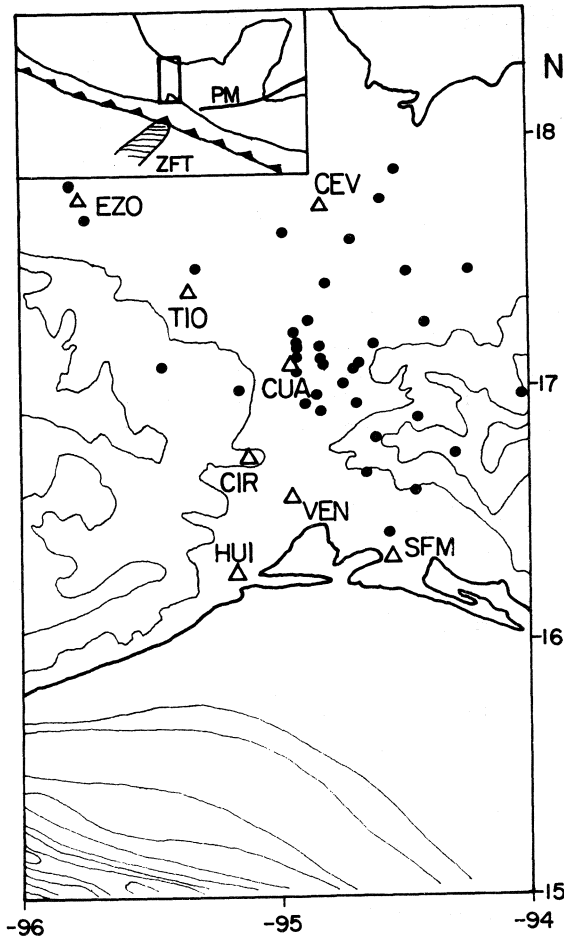 PM
ZFT
N
-18
CEV
EZO
TIO
-17
CUA
CIR
VEN
HUI
SFM
-16
-15
-96
-95
-94